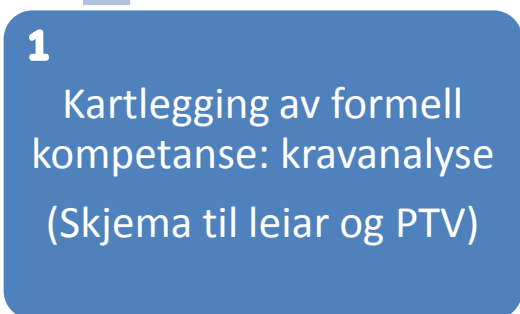 1
Kartlegging av formell
kompetanse: kravanalyse
(Skjema til leiar og PTV)